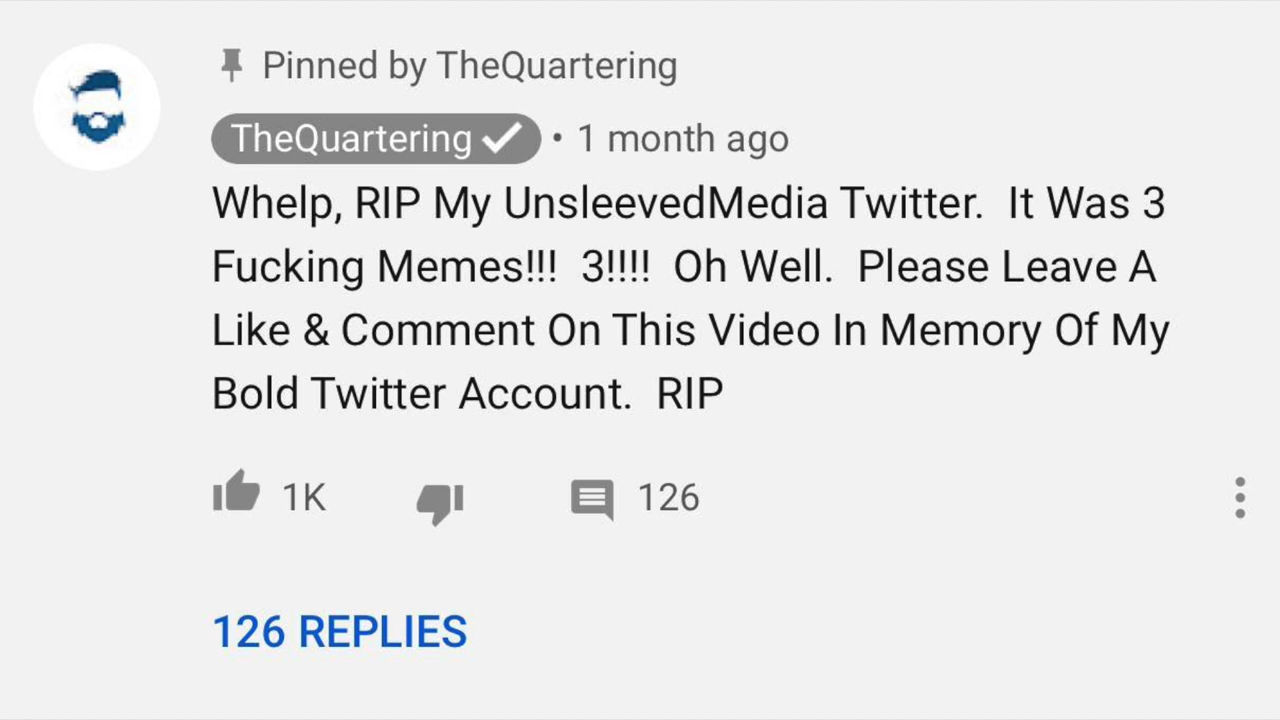 Pinned by TheQuartering
TheQuartering • 1 month ago
Whelp, RIP My UnsleevedMedia Twitter.  It Was 3
Fucking Memes!!!  3!!!!  Oh Well.  Please Leave A
Like & Comment On This Video In Memory Of My
Bold Twitter Account.  RIP
1K 126
126 REPLIES